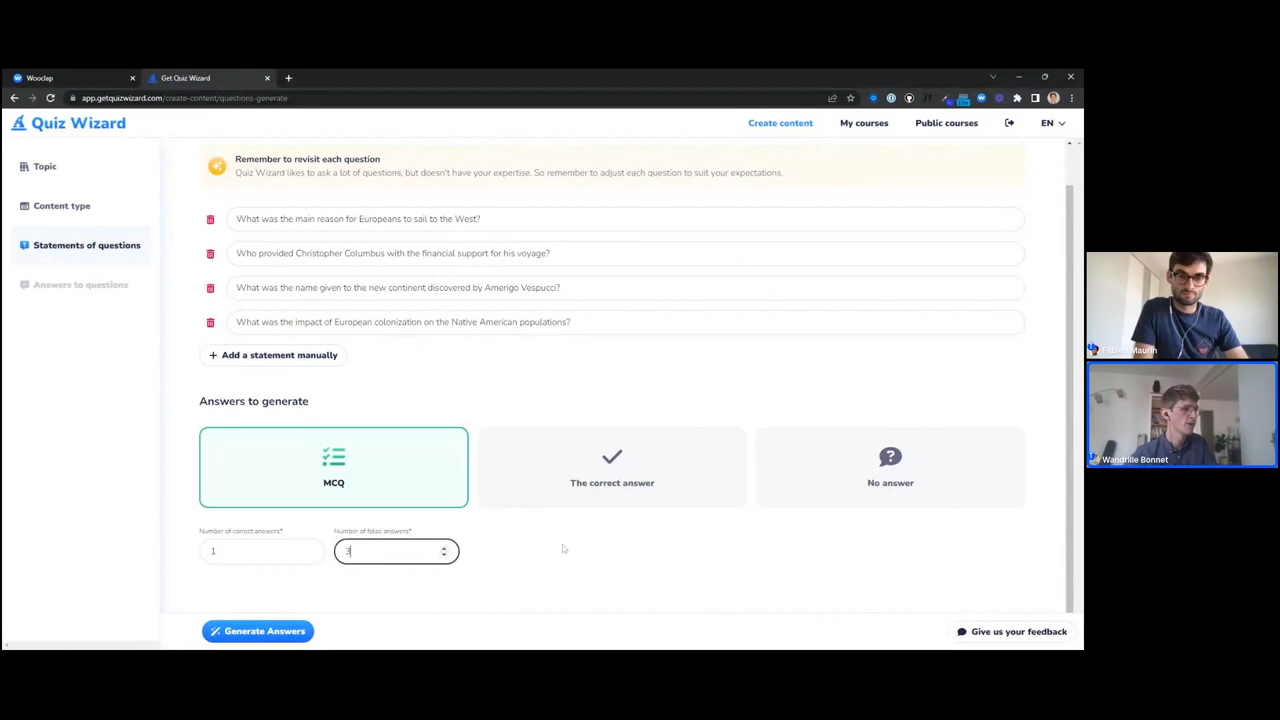 Wooclap
Get Quiz Wizard
app.getquizwizard.com/create-content/questions-generate
Quiz Wizard
Create content
My courses
Public courses
EN
Topic
Content type
Statements of questions
Answers to questions
Remember to revisit each question
Quiz Wizard likes to ask a lot of questions, but doesn't have your expertise. So remember to adjust each question to suit your expectations.
What was the main reason for Europeans to sail to the West?
Who provided Christopher Columbus with the financial support for his voyage?
What was the name given to the new continent discovered by Amerigo Vespucci?
What was the impact of European colonization on the Native American populations?
+ Add a statement manually
Answers to generate
MCQ
The correct answer
No answer
Number of correct answers*
Number of false answers*
1
3
Generate Answers
Give us your feedback
Maurin
Wandrille Bonnet